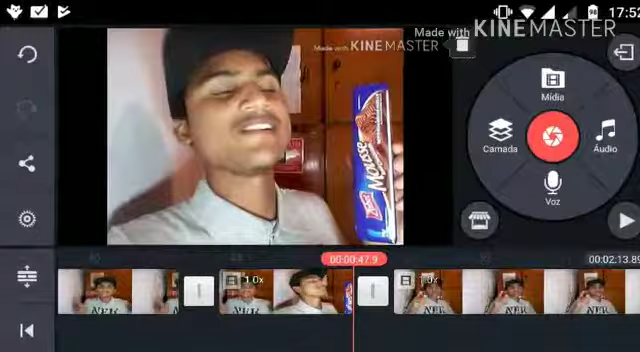 98 17:52
Made with KINEMASTER
Made with KINEMASTER
Mídia
Camada
Áudio
Voz
Mousse
00:00:47.9
00:02:13.89
1.0x
1.0x